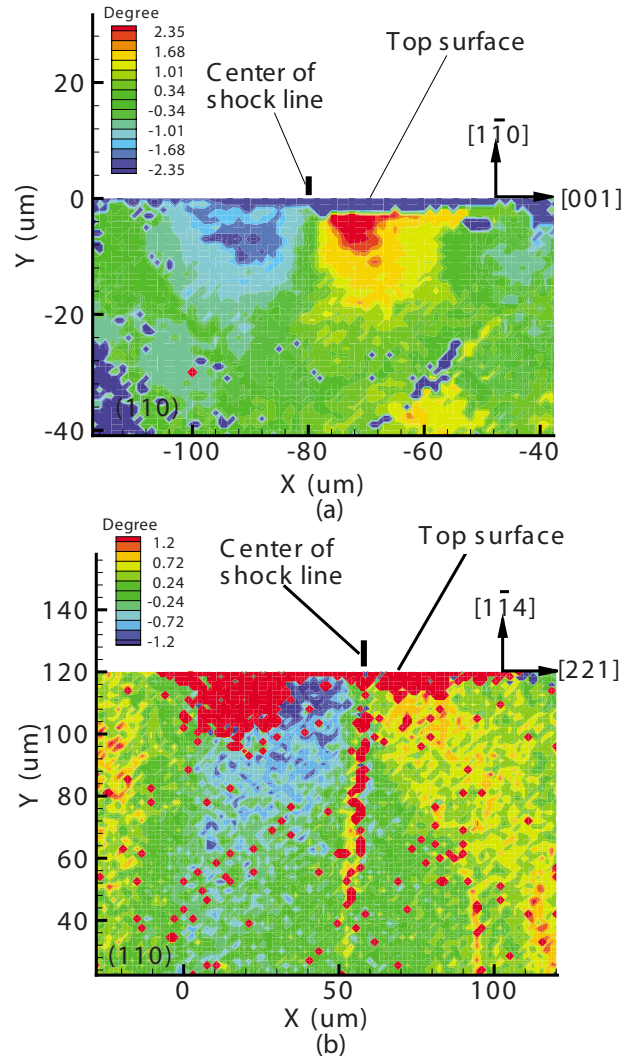 Degree
2.35
1.68
1.01
0.34
-0.34
-1.01
-1.68
-2.35
Top surface
Center of
shock line
[11̄0]
[001]
20
0
-20
-40
Y (um)
(110)
-100
-80
-60
-40
X (um)
(a)
Degree
1.2
0.72
0.24
-0.24
-0.72
-1.2
Top surface
Center of
shock line
[11̄4]
[221]
140
120
100
80
60
40
Y (um)
(110)
0
50
100
X (um)
(b)